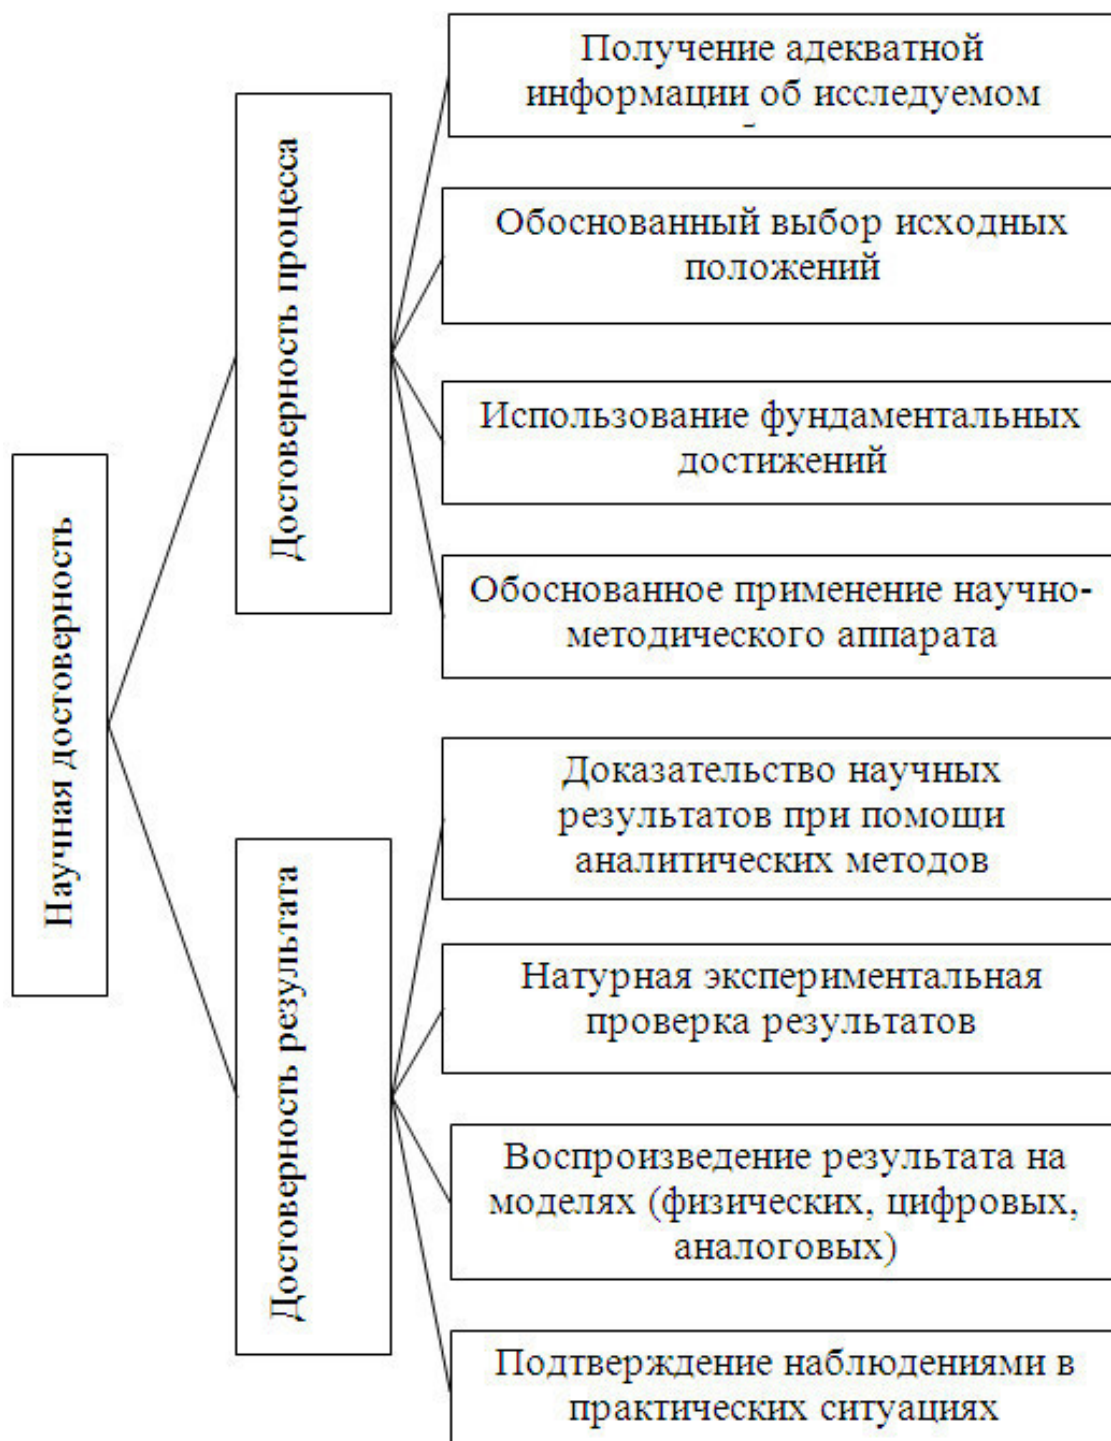 Научная достоверность
Достоверность процесса
Получение адекватной
информации об исследуемом
Обоснованный выбор исходных
положений
Использование фундаментальных
достижений
Обоснованное применение научно-
методического аппарата
Достоверность результата
Доказательство научных
результатов при помощи
аналитических методов
Натурная экспериментальная
проверка результатов
Воспроизведение результата на
моделях (физических, цифровых,
аналоговых)
Подтверждение наблюдениями в
практических ситуациях